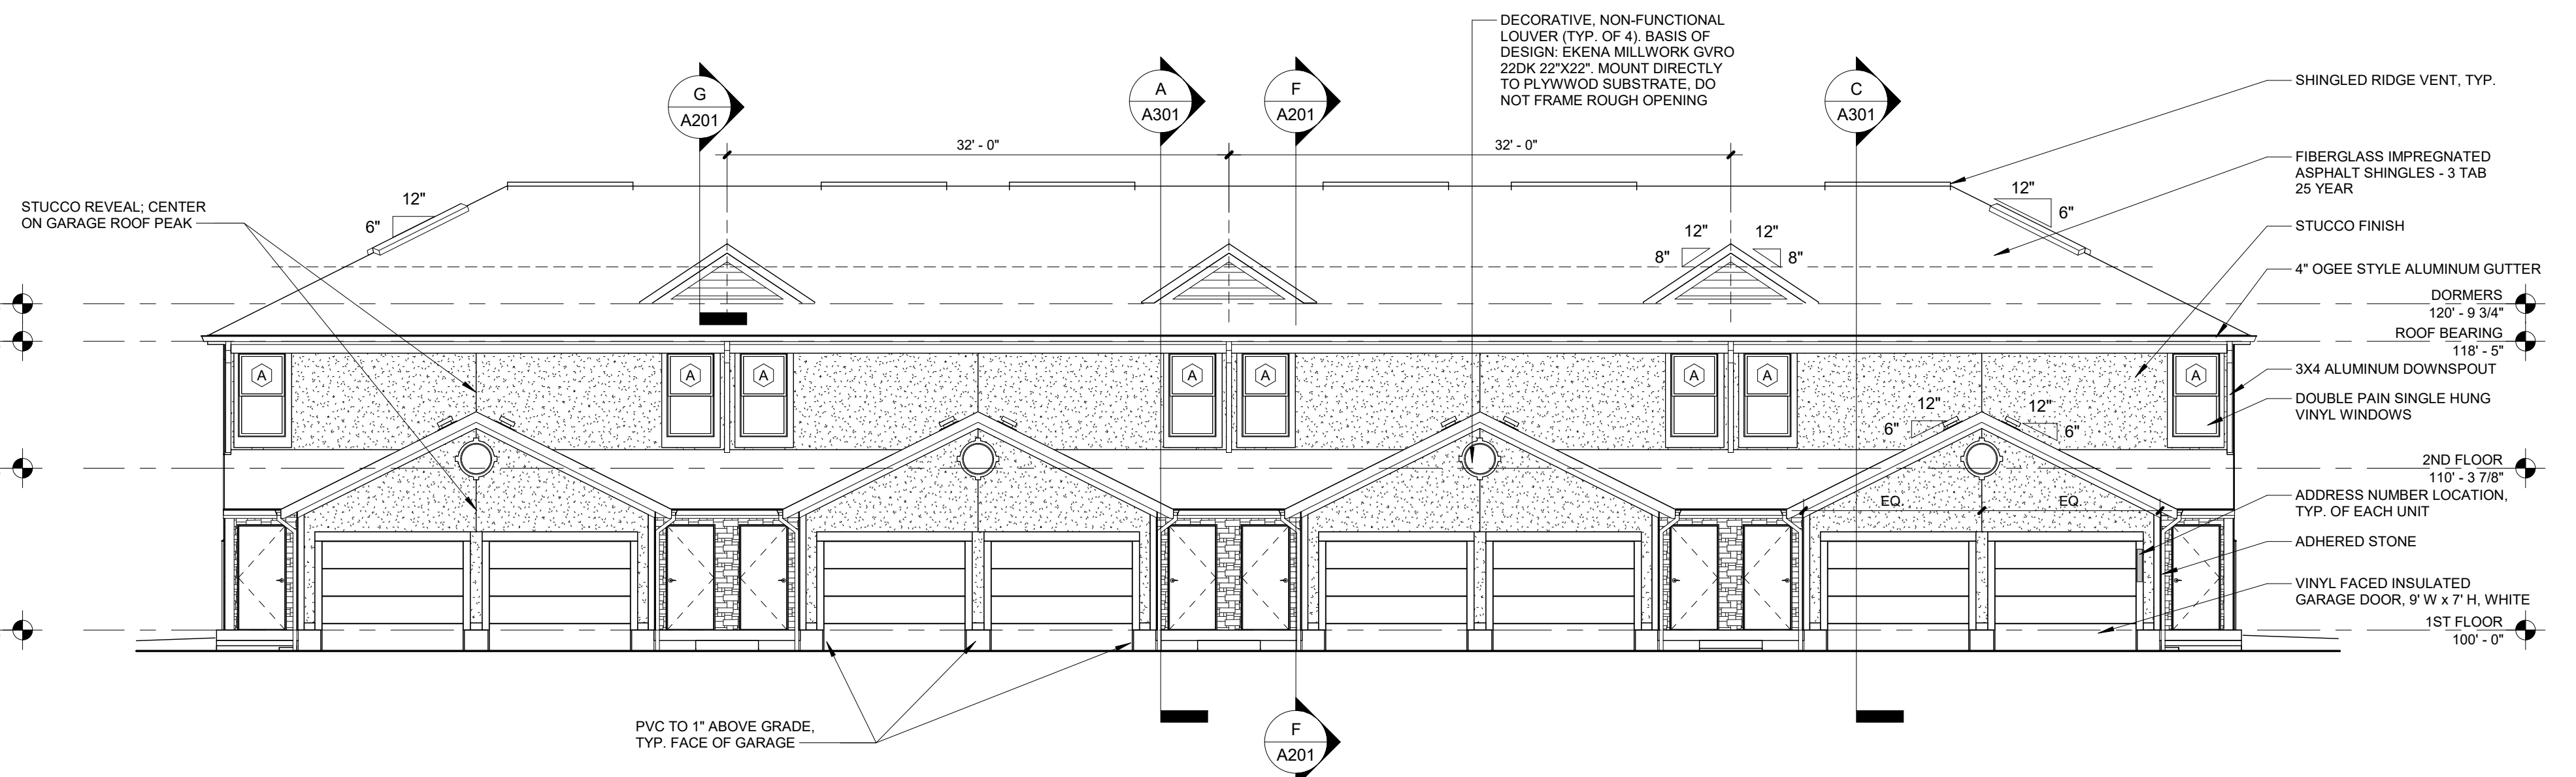 DECORATIVE, NON-FUNCTIONAL
LOUVER (TYP. OF 4). BASIS OF
DESIGN: EKENA MILLWORK GVRO
22DK 22"X22". MOUNT DIRECTLY
TO PLYWWOD SUBSTRATE, DO
NOT FRAME ROUGH OPENING
G
A201
A
A301
F
A201
C
A301
SHINGLED RIDGE VENT, TYP.
32' - 0"
32' - 0"
FIBERGLASS IMPREGNATED
ASPHALT SHINGLES - 3 TAB
25 YEAR
12"
6"
12"
6"
STUCCO REVEAL; CENTER
ON GARAGE ROOF PEAK
STUCCO FINISH
12"
12"
8"
8"
4" OGEE STYLE ALUMINUM GUTTER
DORMERS
120' - 9 3/4"
ROOF BEARING
118' - 5"
3X4 ALUMINUM DOWNSPOUT
A
A
A
A
A
A
A
A
DOUBLE PAIN SINGLE HUNG
VINYL WINDOWS
12"
12"
6"
6"
2ND FLOOR
110' - 3 7/8"
ADDRESS NUMBER LOCATION,
TYP. OF EACH UNIT
EQ
EQ
ADHERED STONE
VINYL FACED INSULATED
GARAGE DOOR, 9' W x 7' H, WHITE
1ST FLOOR
100' - 0"
PVC TO 1" ABOVE GRADE,
TYP. FACE OF GARAGE
F
A201